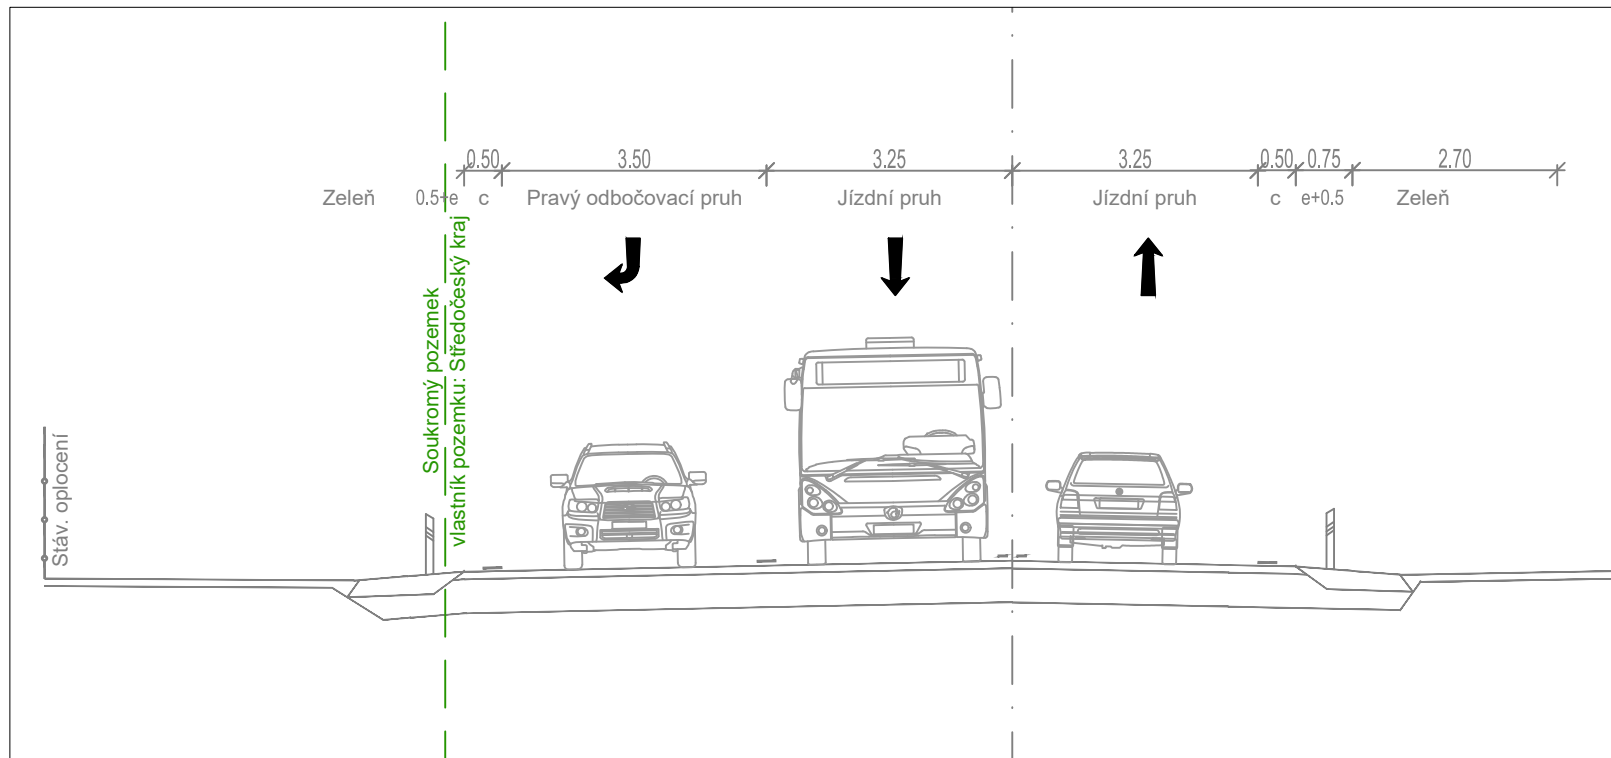 0.50 3.50 3.25 3.25 0.50 0.75 2.70
Zeleň 0.5+e c Pravý odbočovací pruh Jízdní pruh Jízdní pruh c e+0.5 Zeleň
Soukromý pozemek
vlastník pozemku: Středočeský kraj
Stáv. oplocení